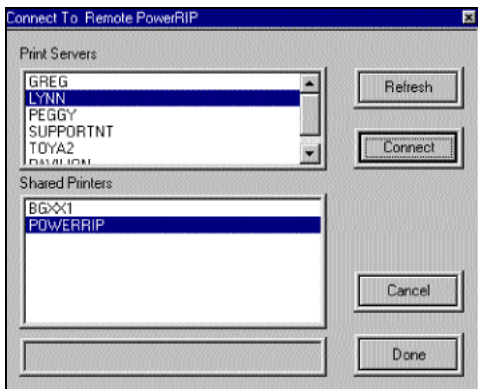 Connect To Remote PowerRIP
Print Servers
GREG
LYNN
PEGGY
SUPPORTNT
TOYA2
PAVILION
Refresh
Connect
Shared Printers
BGXX1
POWERRIP
Cancel
Done